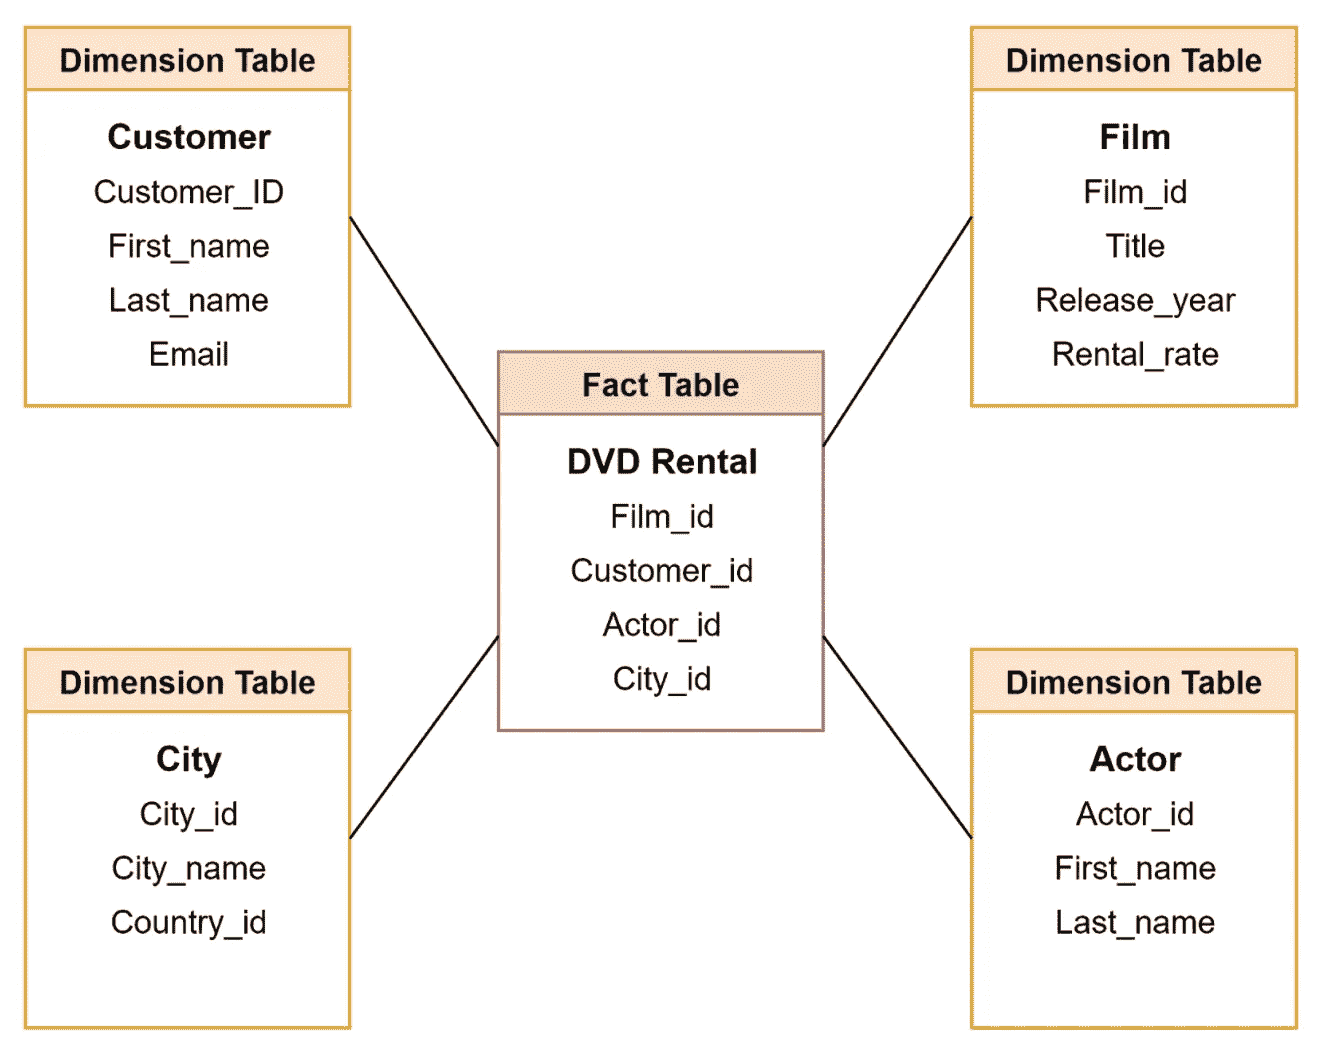 Dimension Table
Customer
Customer_ID
First_name
Last_name
Email
Dimension Table
Film
Film_id
Title
Release_year
Rental_rate
Fact Table
DVD Rental
Film_id
Customer_id
Actor_id
City_id
Dimension Table
City
City_id
City_name
Country_id
Dimension Table
Actor
Actor_id
First_name
Last_name